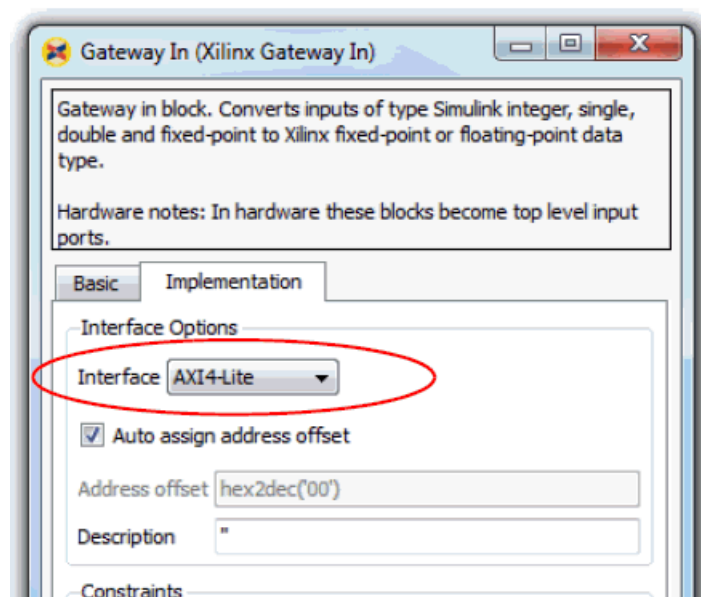 Gateway In (Xilinx Gateway In)
Gateway in block. Converts inputs of type Simulink integer, single,
double and fixed-point to Xilinx fixed-point or floating-point data
type.
Hardware notes: In hardware these blocks become top level input
ports.
Basic Implementation
Interface Options
Interface AXI4-Lite
Auto assign address offset
Address offset hex2dec('00')
Description "
Constraints